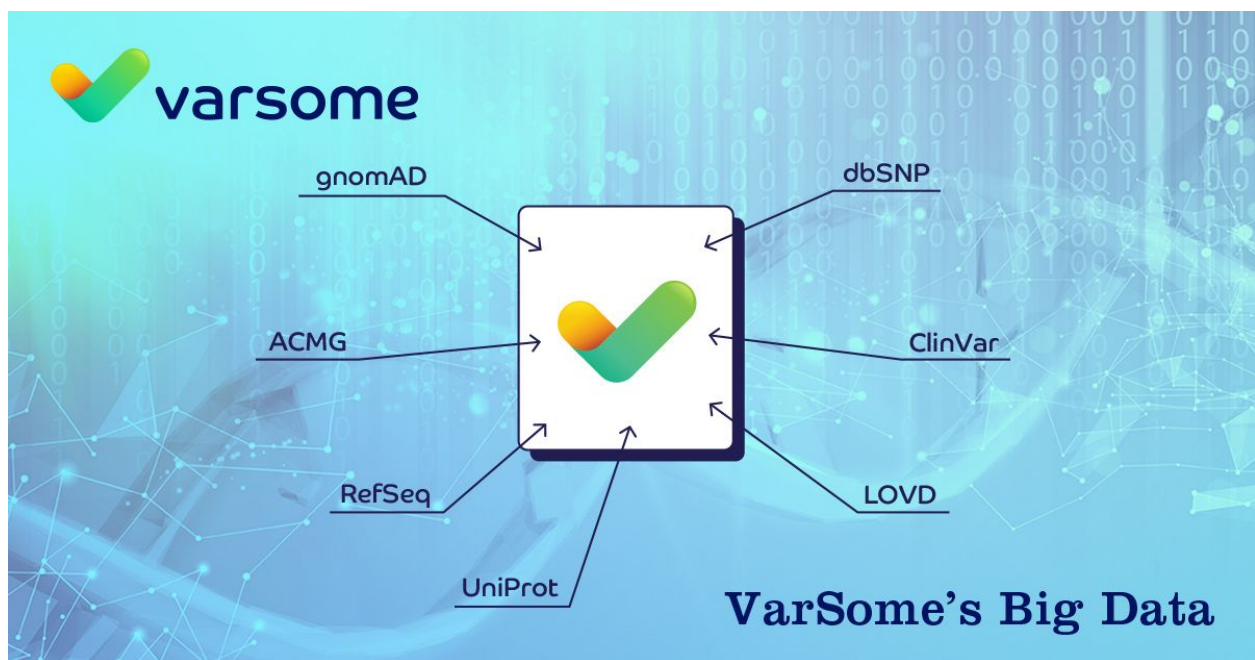 varsome
gnomAD
dbSNP
ACMG
ClinVar
RefSeq
LOVD
UniProt
VarSome's Big Data